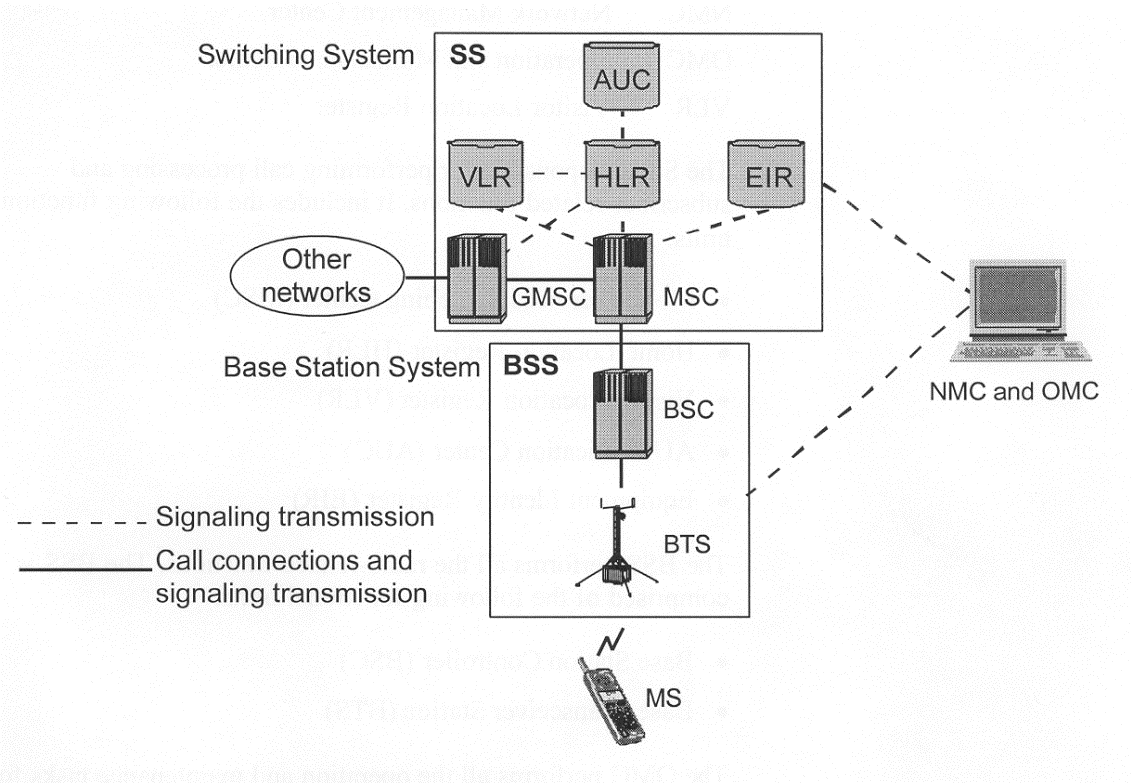 Switching System
SS
AUC
VLR
HLR
EIR
Other
networks
GMSC
MSC
Base Station System
BSS
BSC
NMC and OMC
Signaling transmission
BTS
Call connections and
signaling transmission
MS